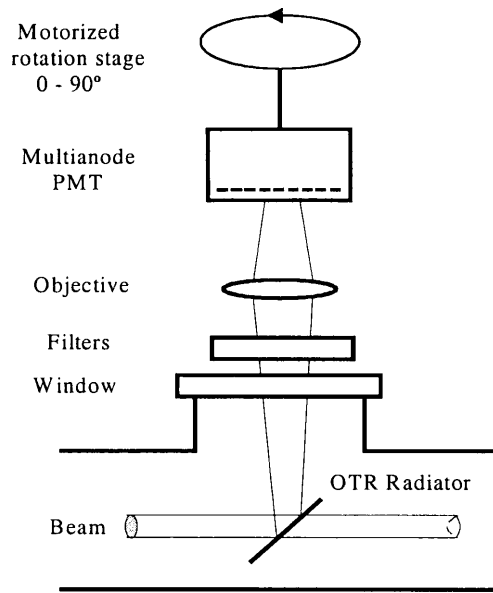 Motorized
rotation stage
0 - 90°
Multianode
PMT
Objective
Filters
Window
OTR Radiator
Beam